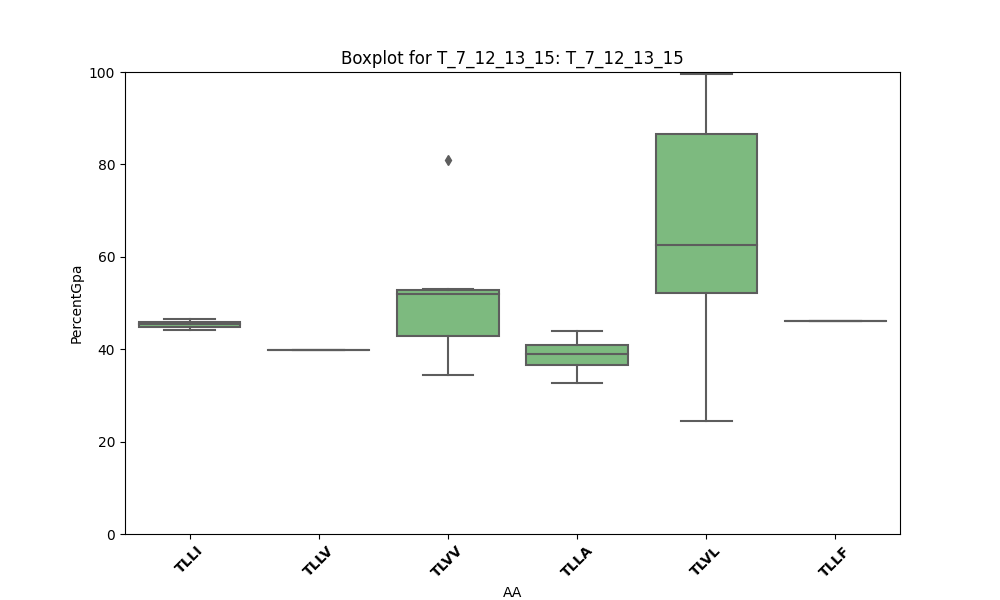 Boxplot for T_7_12_13_15: T_7_12_13_15
100
80
60
40
20
0
PercentGpa
TLLI
TLLV
TLVV
TLLA
TLVL
TLLF
AA